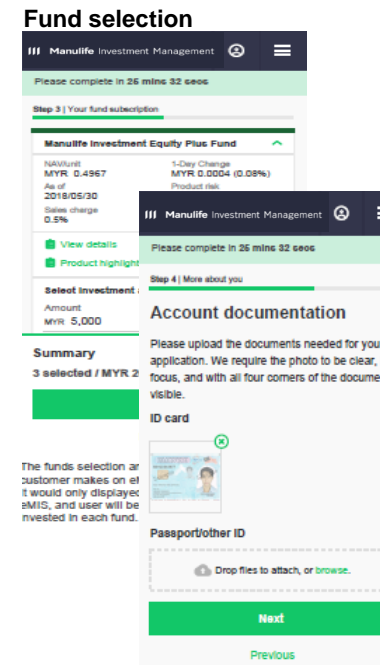 Fund selection
Manulife Investment Management
Please complete in 26 mins 32 secs
Step 3 | Your fund subscription
Manulife Investment Equity Plus Fund
NAV/unit
MYR 0.4967
1-Day Change
MYR 0.0004 (0.08%)
As of
2018/05/30
Product risk
Sales charge
0.5%
View details
Product highlight
Select Investment
Amount
MYR 5,000
Summary
3 selected / MYR 2
The funds selection
customer makes on
it would only displayed
eMIS, and user will be
invested in each fund.
Manulife Investment Management
Please complete in 26 mins 32 secs
Step 4 | More about you
Account documentation
Please upload the documents needed for you
application. We require the photo to be clear,
focus, and with all four corners of the docume
visible.
ID card
Passport/other ID
Drop files to attach, or browse.
Next
Previous